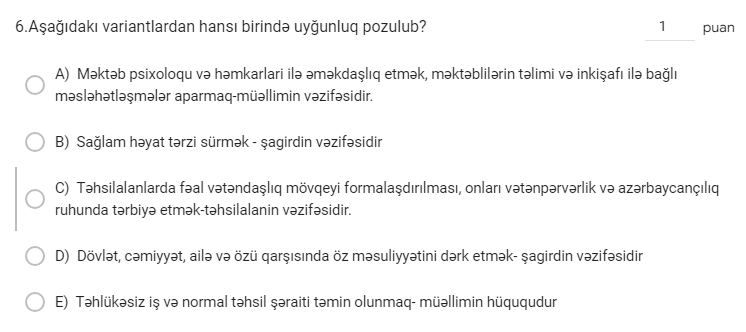 6.Aşağıdakı variantlardan hansı birində uyğunluq pozulub?
1 puan
A) Məktəb psixoloqu və həmkarlari ilə əməkdaşlıq etmək, məktəblilərin təlimi və inkişafı ilə bağlı
məsləhətləşmələr aparmaq-müəllimin vəzifəsidir.
B) Sağlam həyat tərzi sürmək - şagirdin vəzifəsidir
C) Təhsilalanlarda fəal vətəndaşlıq mövqeyi formalaşdırılması, onları vətənpərvərlik və azərbaycançılıq
ruhunda tərbiyə etmək-təhsilalanin vəzifəsidir.
D) Dövlət, cəmiyyət, ailə və özü qarşısında öz məsuliyyətini dərk etmək- şagirdin vəzifəsidir
E) Təhlükəsiz iş və normal təhsil şəraiti təmin olunmaq- müəllimin hüququdur